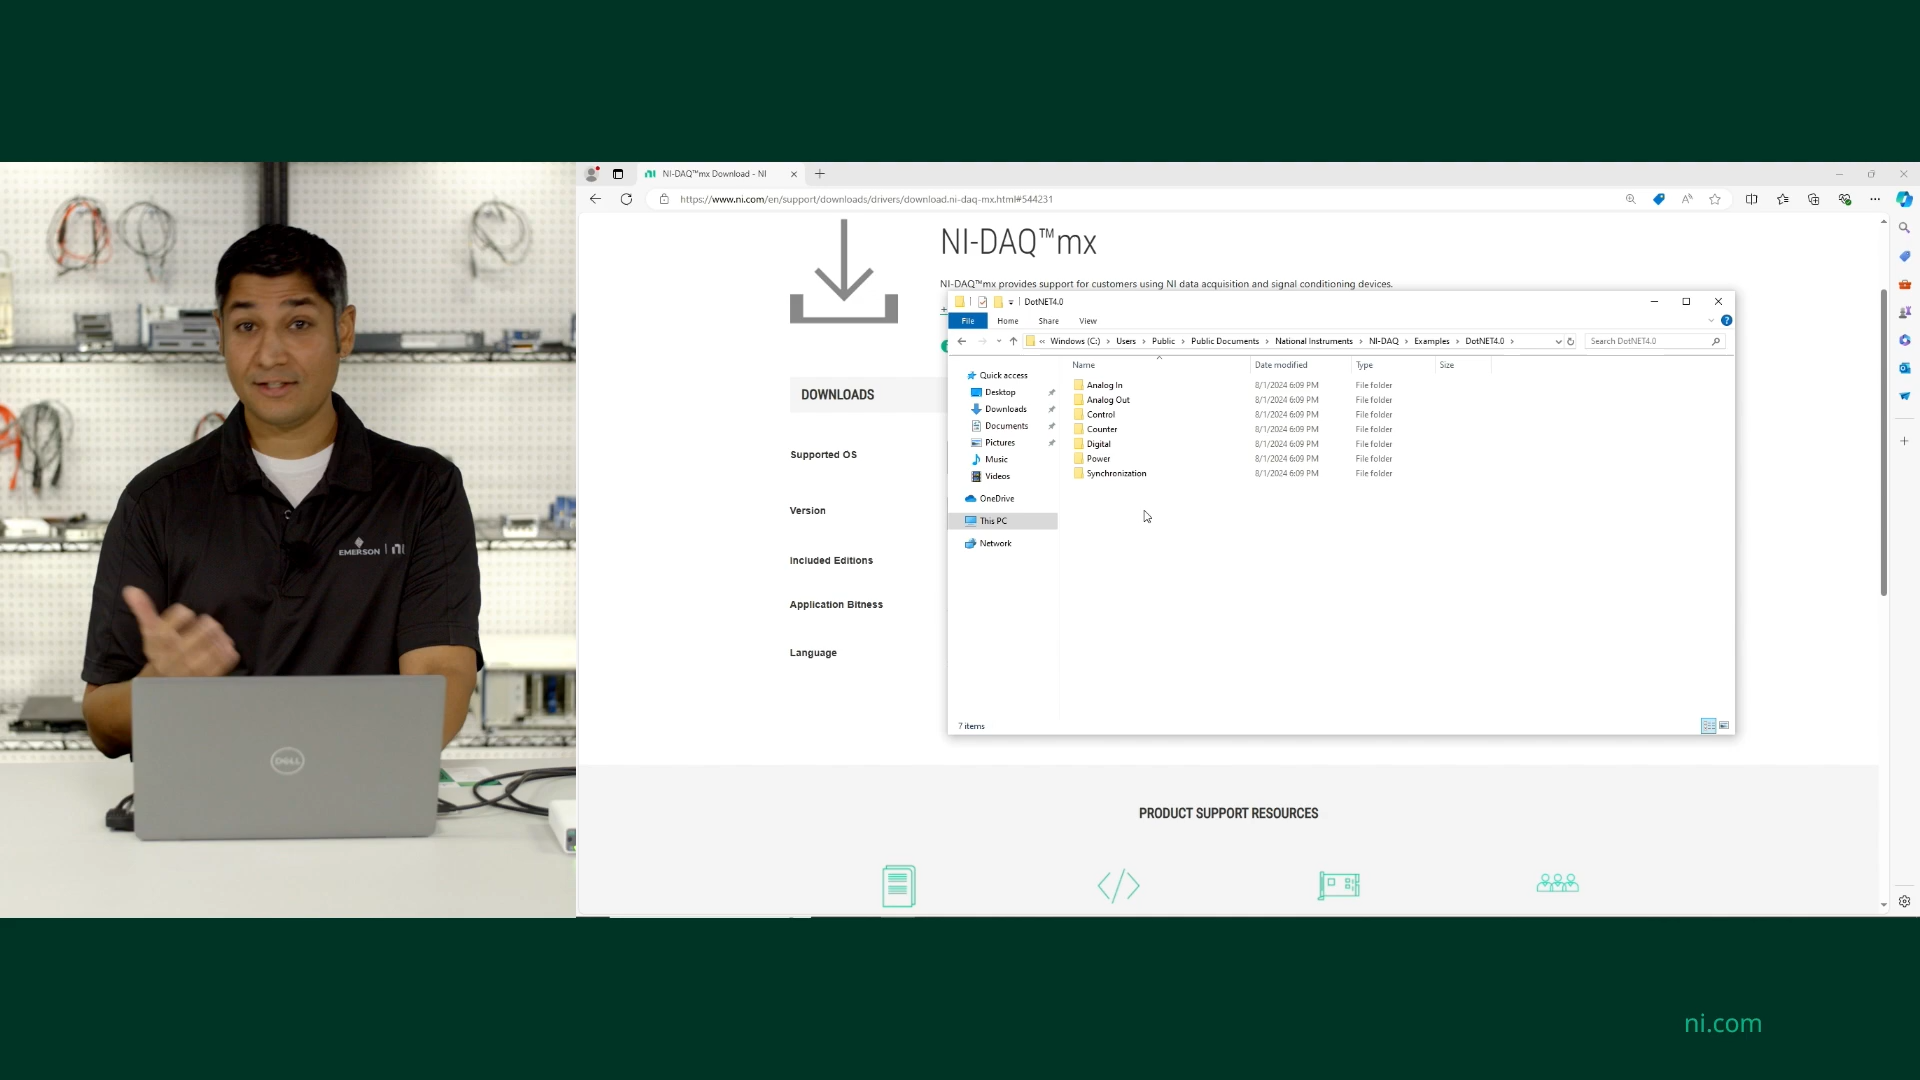 NI-DAQ™mx Download - NI
https://www.ni.com/en/support/downloads/drivers/download.ni-daq-mx.html#544231
NI-DAQ™mx
NI-DAQ™mx provides support for customers using NI data acquisition and signal conditioning devices.
DOWNLOADS
Supported OS
Version
Included Editions
Application Bitness
Language
DotNET4.0
File
Home
Share
View
« Windows (C:) › Users › Public › Public Documents › National Instruments › NI-DAQ › Examples › DotNET4.0 ›
Search DotNET4.0
Quick access
Desktop
Downloads
Documents
Pictures
Music
Videos
OneDrive
This PC
Network
Name Date modified Type Size
Analog In 8/1/2024 6:09 PM File folder
Analog Out 8/1/2024 6:09 PM File folder
Control 8/1/2024 6:09 PM File folder
Counter 8/1/2024 6:09 PM File folder
Digital 8/1/2024 6:09 PM File folder
Power 8/1/2024 6:09 PM File folder
Synchronization 8/1/2024 6:09 PM File folder
7 items
PRODUCT SUPPORT RESOURCES
EMERSON | ni
DELL
ni.com